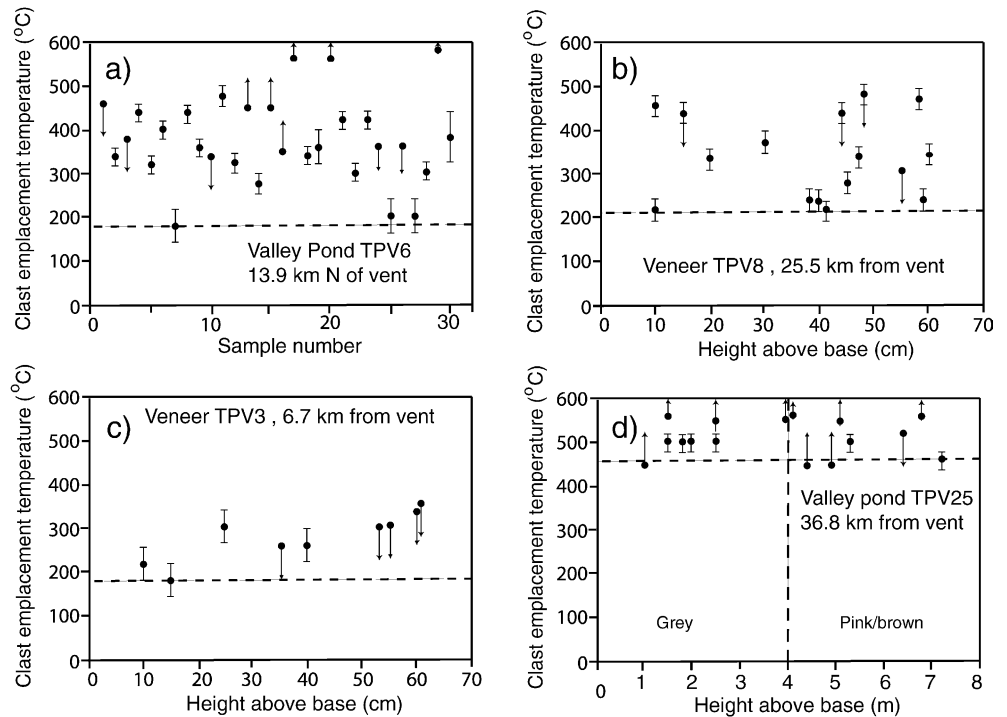 Clast emplacement temperature (°C)
600
500
400
300
200
100
0
a)
Valley Pond TPV6
13.9 km N of vent
0 10 20 30
Sample number
Clast emplacement temperature (°C)
600
500
400
300
200
100
0
b)
Veneer TPV8 , 25.5 km from vent
0 10 20 30 40 50 60 70
Height above base (cm)
Clast emplacement temperature (°C)
600
500
400
300
200
100
0
c)
Veneer TPV3 , 6.7 km from vent
0 10 20 30 40 50 60 70
Height above base (cm)
Clast emplacement temperature (°C)
600
500
400
300
200
100
0
d)
Valley pond TPV25
36.8 km from vent
Grey
Pink/brown
0 1 2 3 4 5 6 7 8
Height above base (m)